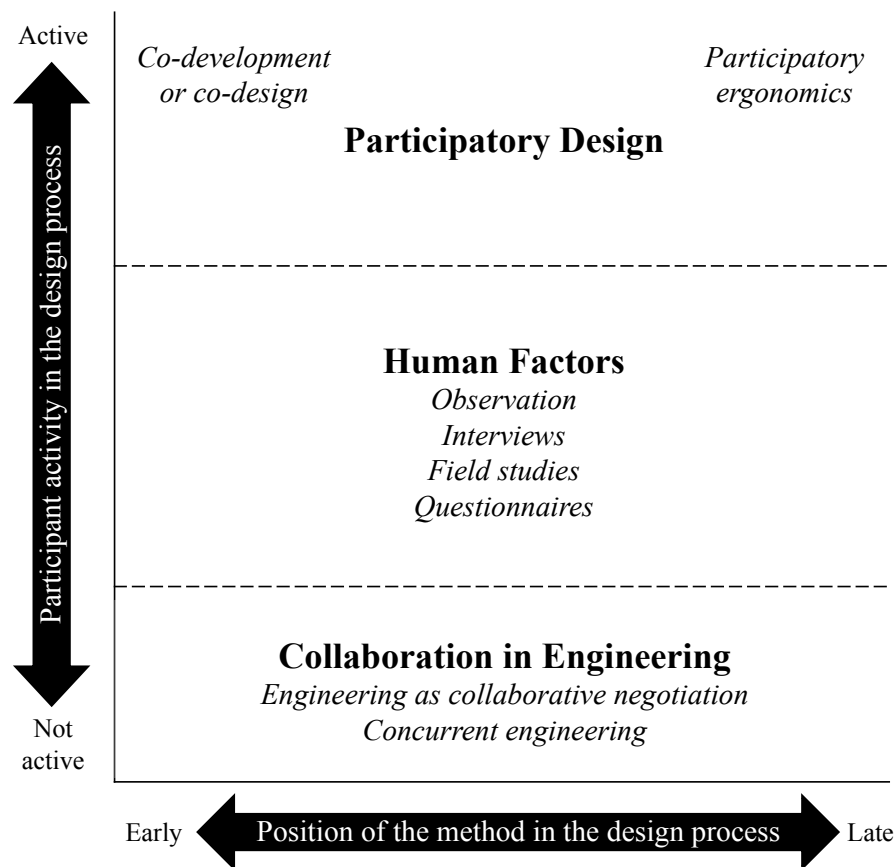 Active
Co-development
or co-design
Participatory
ergonomics
Participatory Design
Participant activity in the design process
Human Factors
Observation
Interviews
Field studies
Questionnaires
Collaboration in Engineering
Engineering as collaborative negotiation
Concurrent engineering
Not
active
Early
Position of the method in the design process
Late